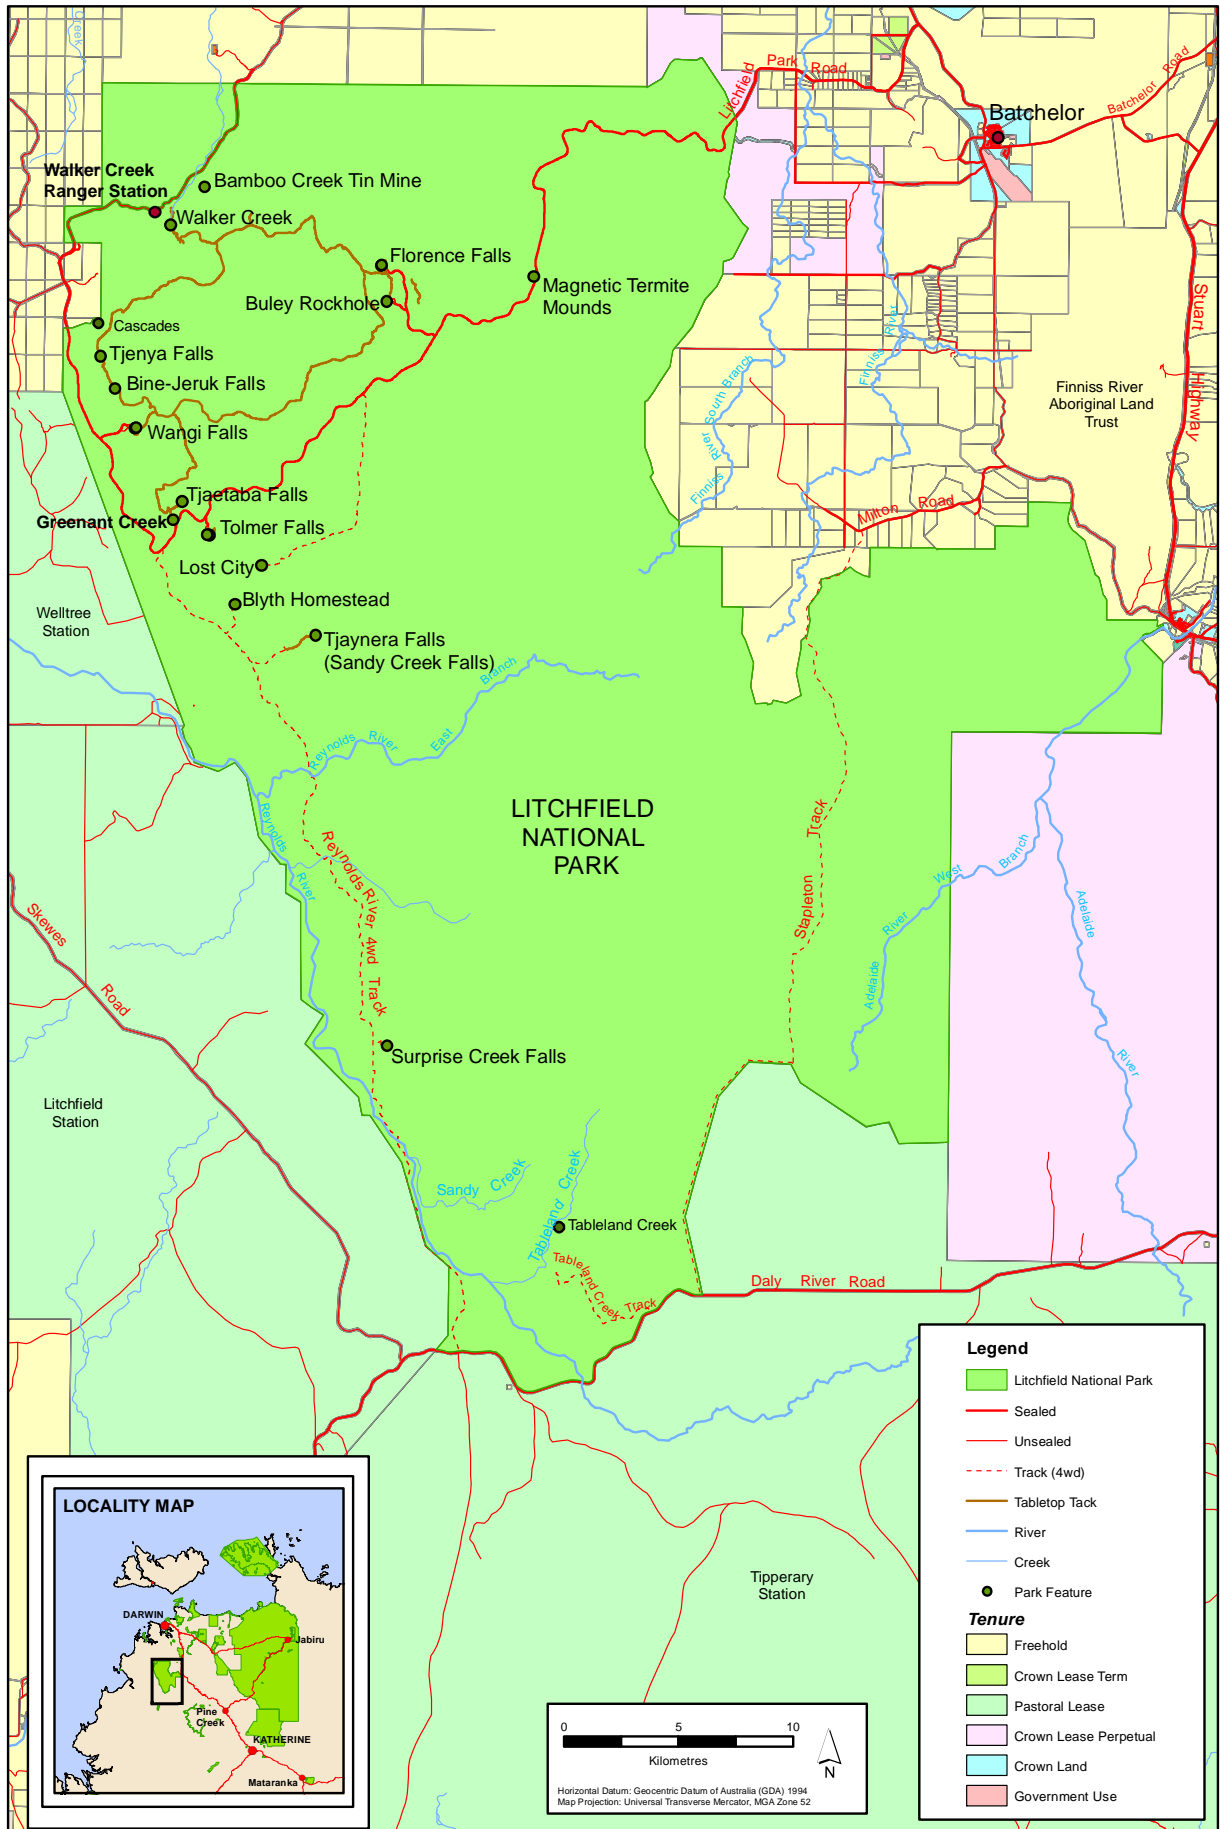 Creek
Litchfield Park Road
Batchelor
Batchelor Road
Walker Creek
Ranger Station
Bamboo Creek Tin Mine
Walker Creek
Florence Falls
Buley Rockhole
Magnetic Termite
Mounds
Stuart Highway
Cascades
Tjenya Falls
Bine-Jeruk Falls
Wangi Falls
Finniss River
Finniss River South Branch
Finniss River
Aboriginal Land
Trust
Tjaetaba Falls
Greenant Creek
Tolmer Falls
Milton Road
Lost City
Blyth Homestead
Welltree
Station
Tjaynera Falls
(Sandy Creek Falls)
Reynolds River East Branch
Reynolds River
Reynolds River 4wd Track
LITCHFIELD
NATIONAL
PARK
Stapleton Track
Adelaide River West Branch
Adelaide River
Skewes Road
Surprise Creek Falls
Litchfield
Station
Sandy Creek
Tableland Creek
Tableland Creek
Tableland Creek Track
Daly River Road
Tipperary
Station
Legend
Litchfield National Park
Sealed
Unsealed
Track (4wd)
Tabletop Tack
River
Creek
Park Feature
Tenure
Freehold
Crown Lease Term
Pastoral Lease
Crown Lease Perpetual
Crown Land
Government Use
LOCALITY MAP
DARWIN
Jabiru
Pine
Creek
KATHERINE
Mataranka
0 5 10
Kilometres
N
Horizontal Datum: Geocentric Datum of Australia (GDA) 1994
Map Projection: Universal Transverse Mercator, MGA Zone 52